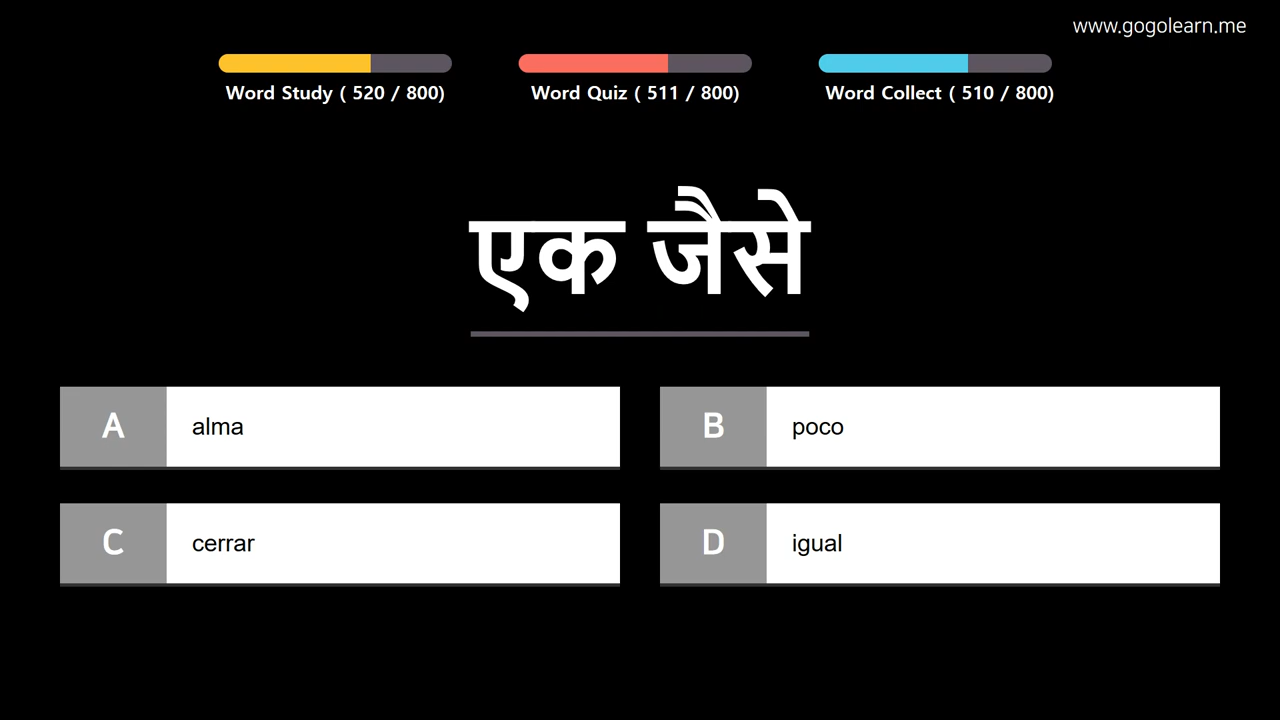 www.gogolearn.me
Word Study ( 520 / 800)
Word Quiz ( 511 / 800)
Word Collect ( 510 / 800)
एक जैसे
A alma
B poco
C cerrar
D igual